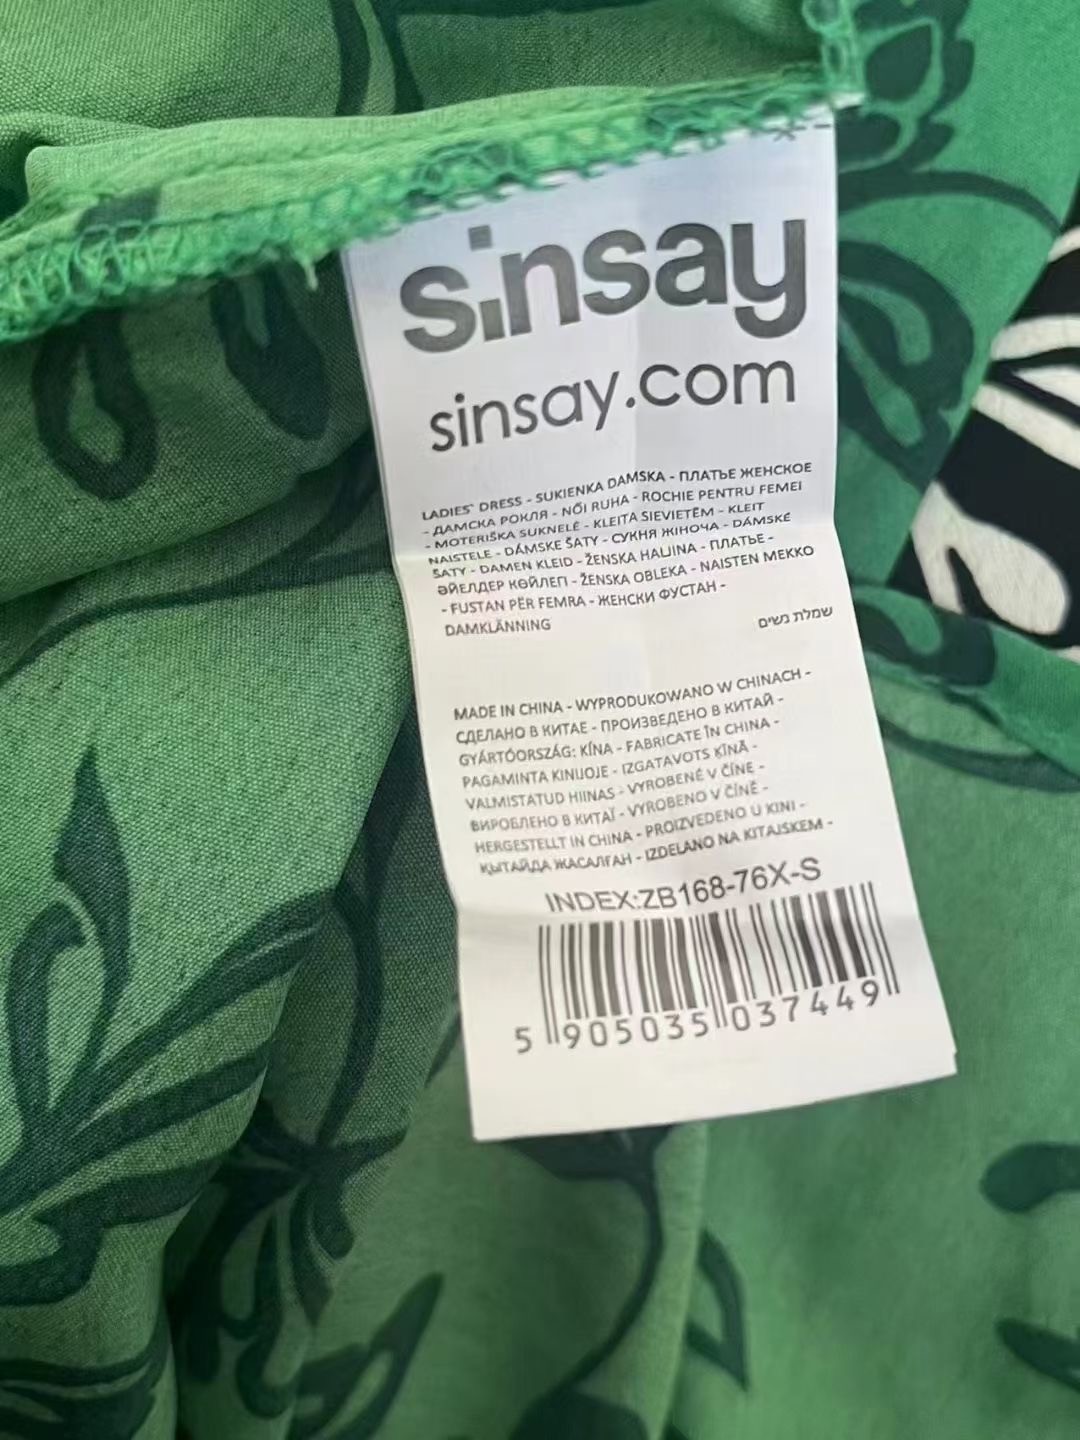 sinsay
sinsay.com
LADIES` DRESS - SUKIENKA DAMSKA - ПЛАТЬЕ ЖЕНСКОЕ
- ДАМСКА РОКЛЯ - NŐI RUHA - ROCHIE PENTRU FEMEI
- MOTERIŠKA SUKNELĖ - KLEITA SIEVIETĒM - KLEIT
NAISTELE - DÁMSKE ŠATY - СУКНЯ ЖІНОЧА - DÁMSKÉ
ŠATY - DAMEN KLEID - ŽENSKA HALJINA - ПЛАТЬЕ -
ӘЙЕЛДЕР КӨЙЛЕГІ - ŽENSKA OBLEKA - NAISTEN MEKKO
- FUSTAN PËR FEMRA - ЖЕНСКИ ФУСТАН -
DAMKLÄNNING
שמלת נשים
MADE IN CHINA - WYPRODUKOWANO W CHINACH -
СДЕЛАНО В КИТАЕ - ПРОИЗВЕДЕНО В КИТАЙ -
GYÁRTÓORSZÁG: KÍNA - FABRICATE ÎN CHINA -
PAGAMINTA KINIJOJE - IZGATAVOTS ĶĪNĀ -
VALMISTATUD HIINAS - VYROBENÉ V ČÍNE -
ВИРОБЛЕНО В КИТАЇ - VYROBENO V ČÍNĚ -
HERGESTELLT IN CHINA - PROIZVEDENO U KINI -
ҚЫТАЙДА ЖАСАЛҒАН - IZDELANO NA KITAJSKEM -
INDEX:ZB168-76X-S
5 905035 037449